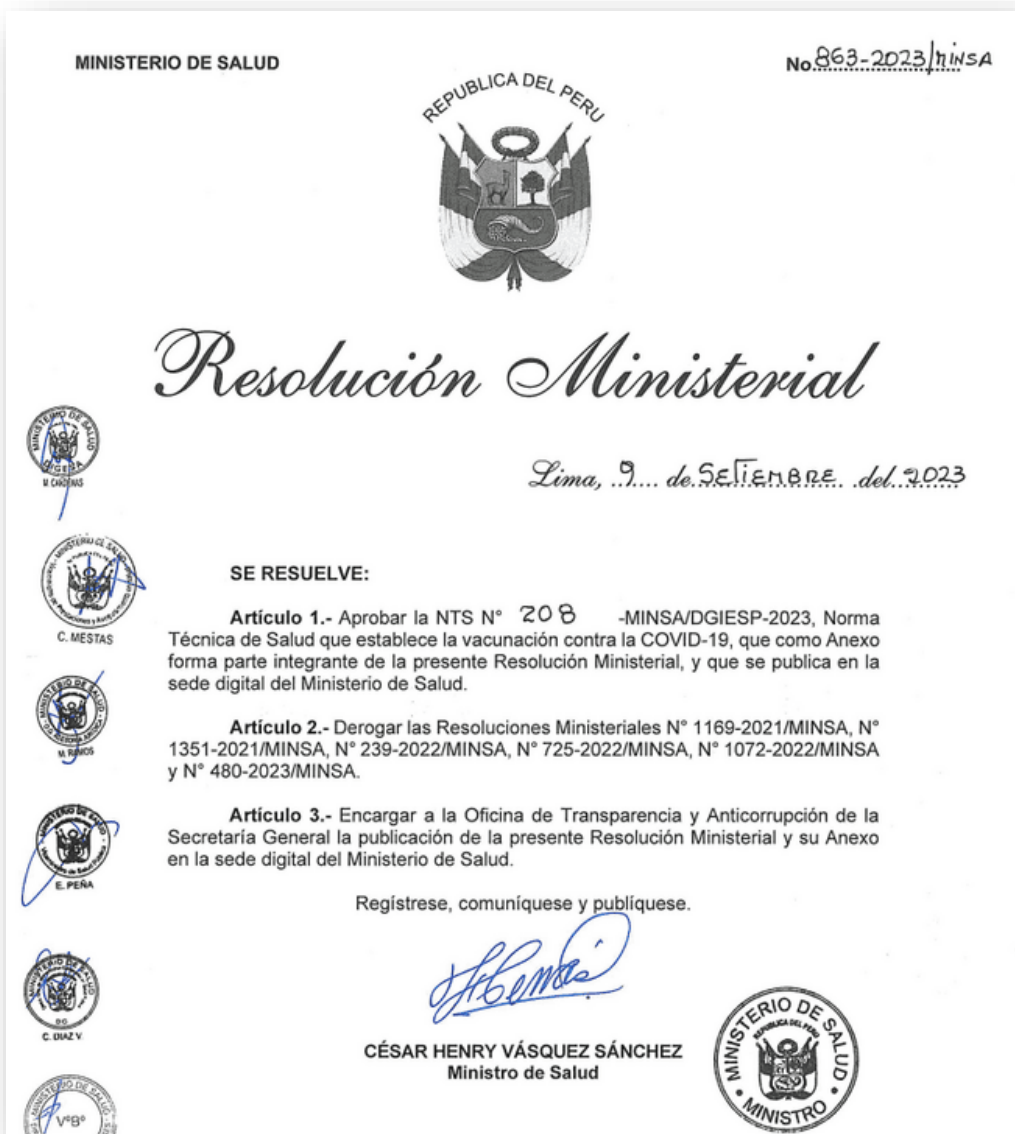 MINISTERIO DE SALUD
No 863-2023/MINSA
REPUBLICA DEL PERU
Resolución Ministerial
Lima, 9 de SETIEMBRE del 2023
MINISTERIO DE SALUD
DIGESA
M. CARDENAS
SE RESUELVE:
Artículo 1.- Aprobar la NTS N° 208 -MINSA/DGIESP-2023, Norma
Técnica de Salud que establece la vacunación contra la COVID-19, que como Anexo
forma parte integrante de la presente Resolución Ministerial, y que se publica en la
sede digital del Ministerio de Salud.
C. MESTAS
Artículo 2.- Derogar las Resoluciones Ministeriales N° 1169-2021/MINSA, N°
1351-2021/MINSA, N° 239-2022/MINSA, N° 725-2022/MINSA, N° 1072-2022/MINSA
y N° 480-2023/MINSA.
M. RAMOS
Artículo 3.- Encargar a la Oficina de Transparencia y Anticorrupción de la
Secretaría General la publicación de la presente Resolución Ministerial y su Anexo
en la sede digital del Ministerio de Salud.
E. PEÑA
Regístrese, comuníquese y publíquese.
C. DIAZ V.
CÉSAR HENRY VÁSQUEZ SÁNCHEZ
Ministro de Salud
MINISTERIO DE SALUD
REPUBLICA DEL PERU
MINISTRO
V°B°